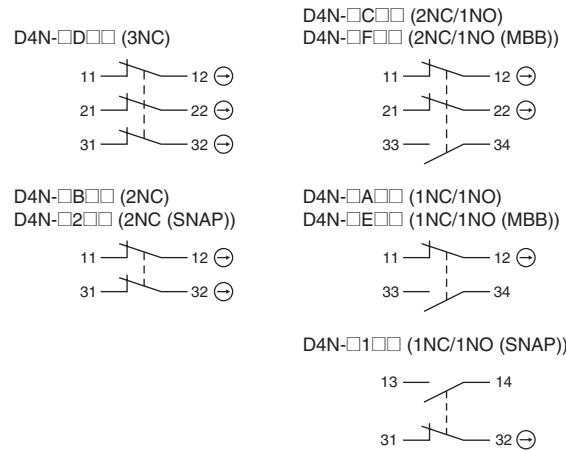 D4N-□D□□ (3NC)
11 12
21 22
31 32
D4N-□C□□ (2NC/1NO)
D4N-□F□□ (2NC/1NO (MBB))
11 12
21 22
33 34
D4N-□B□□ (2NC)
D4N-□2□□ (2NC (SNAP))
11 12
31 32
D4N-□A□□ (1NC/1NO)
D4N-□E□□ (1NC/1NO (MBB))
11 12
33 34
D4N-□1□□ (1NC/1NO (SNAP))
13 14
31 32